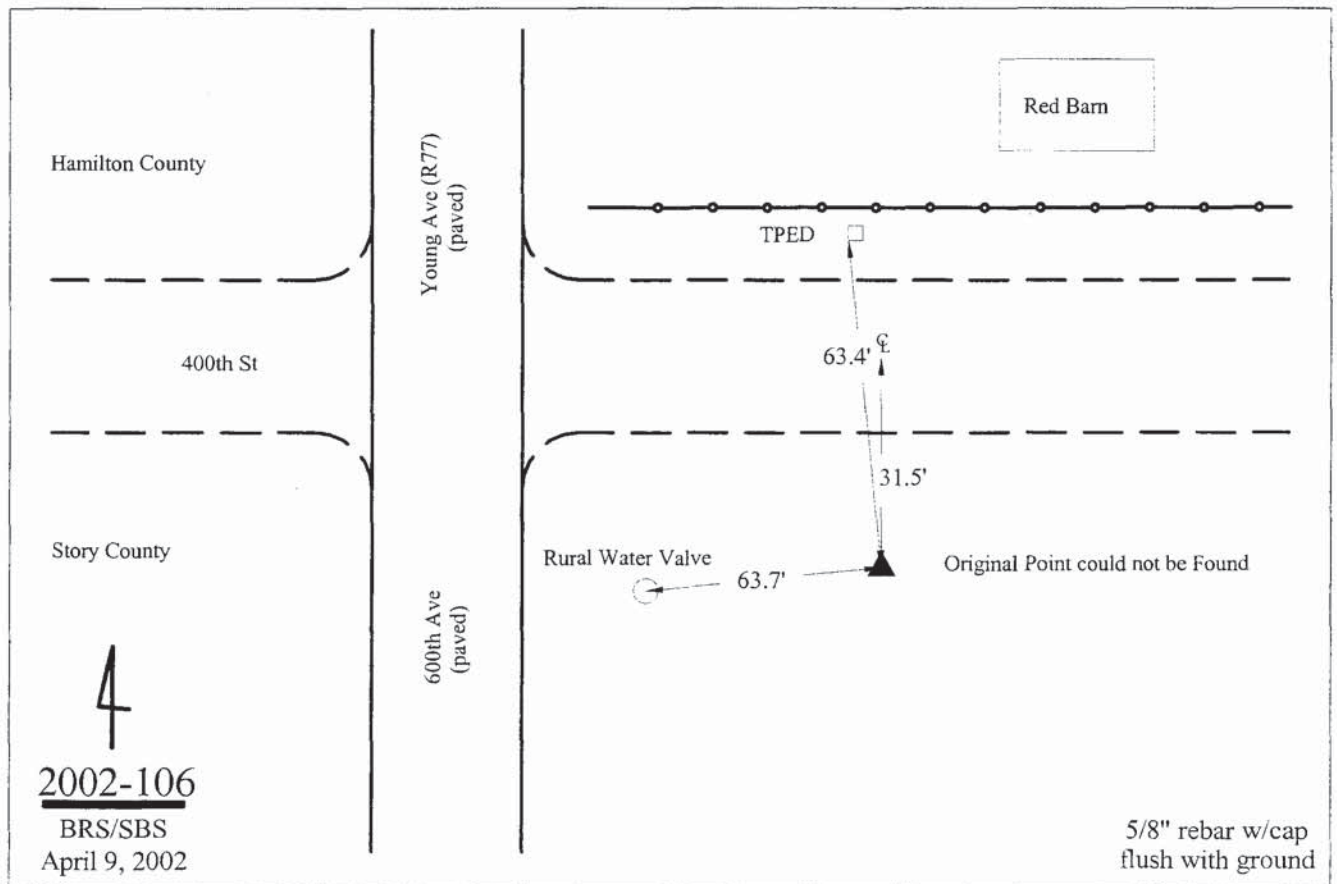 Red Barn
Hamilton County
Young Ave (R77)
(paved)
TPED
63.4' ℄
400th St
31.5'
Story County
Rural Water Valve
63.7'
Original Point could not be Found
600th Ave
(paved)
2002-106
BRS/SBS
April 9, 2002
5/8" rebar w/cap
flush with ground